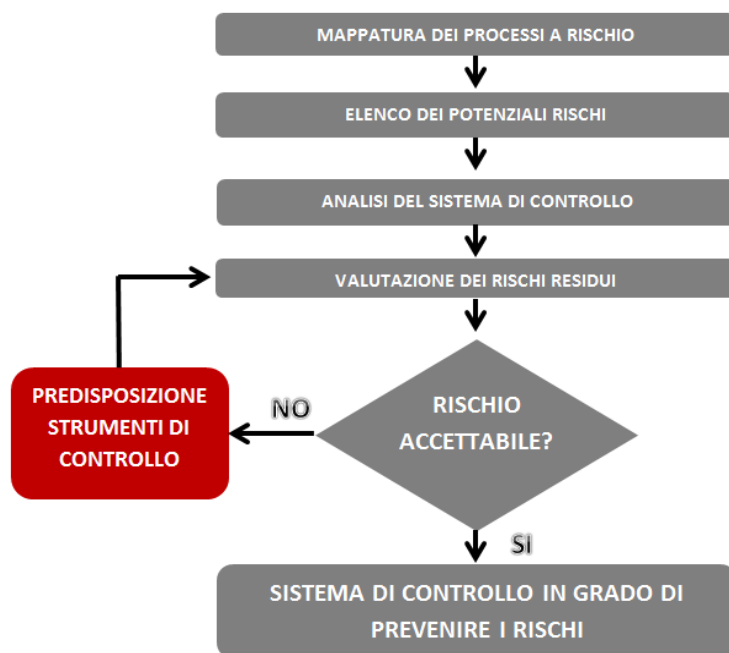 MAPPATURA DEI PROCESSI A RISCHIO
ELENCO DEI POTENZIALI RISCHI
ANALISI DEL SISTEMA DI CONTROLLO
VALUTAZIONE DEI RISCHI RESIDUI
PREDISPOSIZIONE
STRUMENTI DI
CONTROLLO
NO
RISCHIO
ACCETTABILE?
SI
SISTEMA DI CONTROLLO IN GRADO DI
PREVENIRE I RISCHI